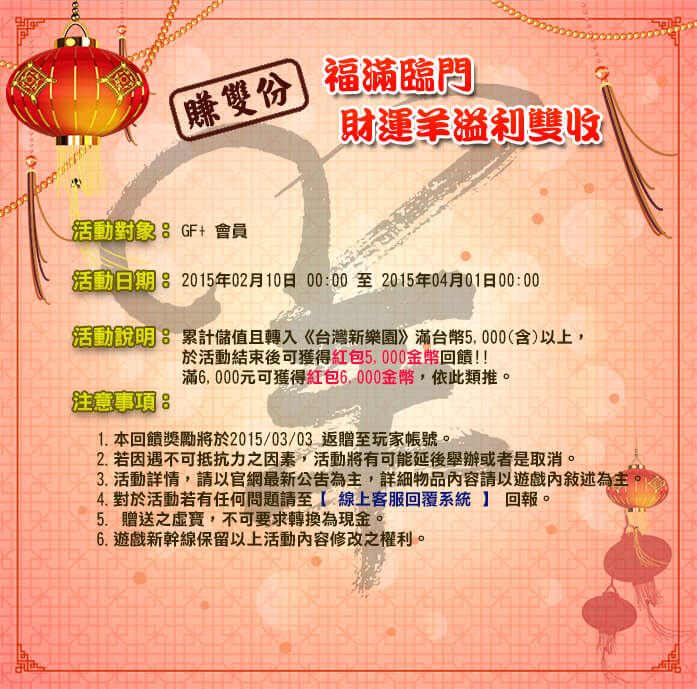 賺雙份
福滿臨門
財運羊溢利雙收
活動對象： GF+ 會員
活動日期： 2015年02月10日 00:00 至 2015年04月01日00:00
活動說明： 累計儲值且轉入《台灣新樂園》滿台幣5,000(含)以上，
於活動結束後可獲得紅包5,000金幣回饋!!
滿6,000元可獲得紅包6,000金幣，依此類推。
注意事項：
1.本回饋獎勵將於2015/03/03 返贈至玩家帳號。
2.若因遇不可抵抗力之因素，活動將有可能延後舉辦或者是取消。
3.活動詳情，請以官網最新公告為主，詳細物品內容請以遊戲內敘述為主。
4.對於活動若有任何問題請至【 線上客服回覆系統 】 回報。
5. 贈送之虛寶，不可要求轉換為現金。
6.遊戲新幹線保留以上活動內容修改之權利。